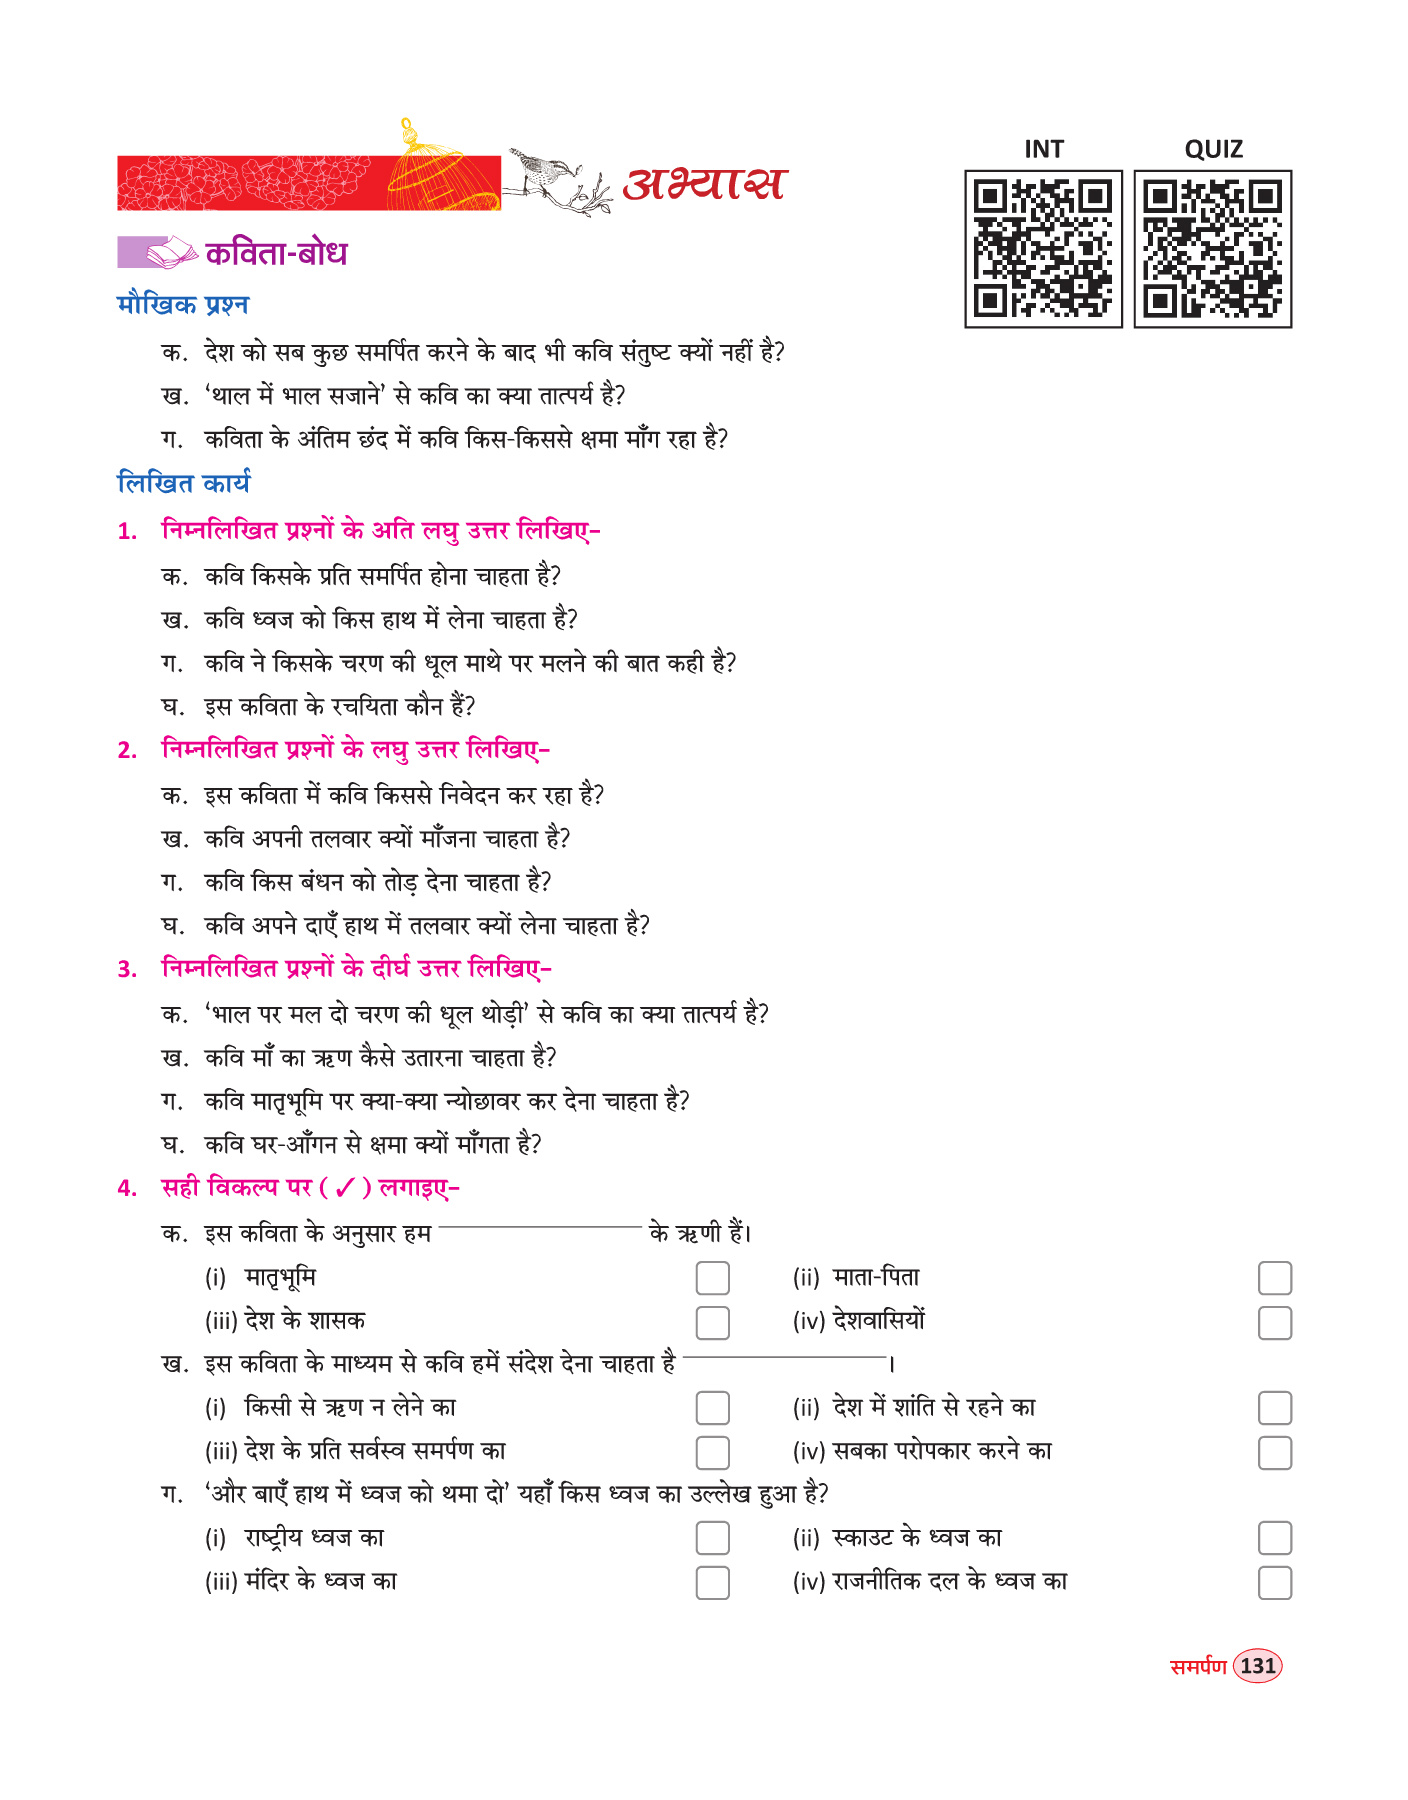 INT QUIZ
अभ्यास
कविता-बोध
मौखिक प्रश्न
क. देश को सब कुछ समर्पित करने के बाद भी कवि संतुष्ट क्यों नहीं है?
ख. ‘थाल में भाल सजाने’ से कवि का क्या तात्पर्य है?
ग. कविता के अंतिम छंद में कवि किस-किससे क्षमा माँग रहा है?
लिखित कार्य
1. निम्नलिखित प्रश्नों के अति लघु उत्तर लिखिए–
क. कवि किसके प्रति समर्पित होना चाहता है?
ख. कवि ध्वज को किस हाथ में लेना चाहता है?
ग. कवि ने किसके चरण की धूल माथे पर मलने की बात कही है?
घ. इस कविता के रचयिता कौन हैं?
2. निम्नलिखित प्रश्नों के लघु उत्तर लिखिए–
क. इस कविता में कवि किससे निवेदन कर रहा है?
ख. कवि अपनी तलवार क्यों माँजना चाहता है?
ग. कवि किस बंधन को तोड़ देना चाहता है?
घ. कवि अपने दाएँ हाथ में तलवार क्यों लेना चाहता है?
3. निम्नलिखित प्रश्नों के दीर्घ उत्तर लिखिए–
क. ‘भाल पर मल दो चरण की धूल थोड़ी’ से कवि का क्या तात्पर्य है?
ख. कवि माँ का ऋण कैसे उतारना चाहता है?
ग. कवि मातृभूमि पर क्या-क्या न्योछावर कर देना चाहता है?
घ. कवि घर-आँगन से क्षमा क्यों माँगता है?
4. सही विकल्प पर (✓) लगाइए–
क. इस कविता के अनुसार हम ____________ के ऋणी हैं।
(i) मातृभूमि (ii) माता-पिता
(iii) देश के शासक (iv) देशवासियों
ख. इस कविता के माध्यम से कवि हमें संदेश देना चाहता है ____________।
(i) किसी से ऋण न लेने का (ii) देश में शांति से रहने का
(iii) देश के प्रति सर्वस्व समर्पण का (iv) सबका परोपकार करने का
ग. ‘और बाएँ हाथ में ध्वज को थमा दो’ यहाँ किस ध्वज का उल्लेख हुआ है?
(i) राष्ट्रीय ध्वज का (ii) स्काउट के ध्वज का
(iii) मंदिर के ध्वज का (iv) राजनीतिक दल के ध्वज का
समर्पण 131